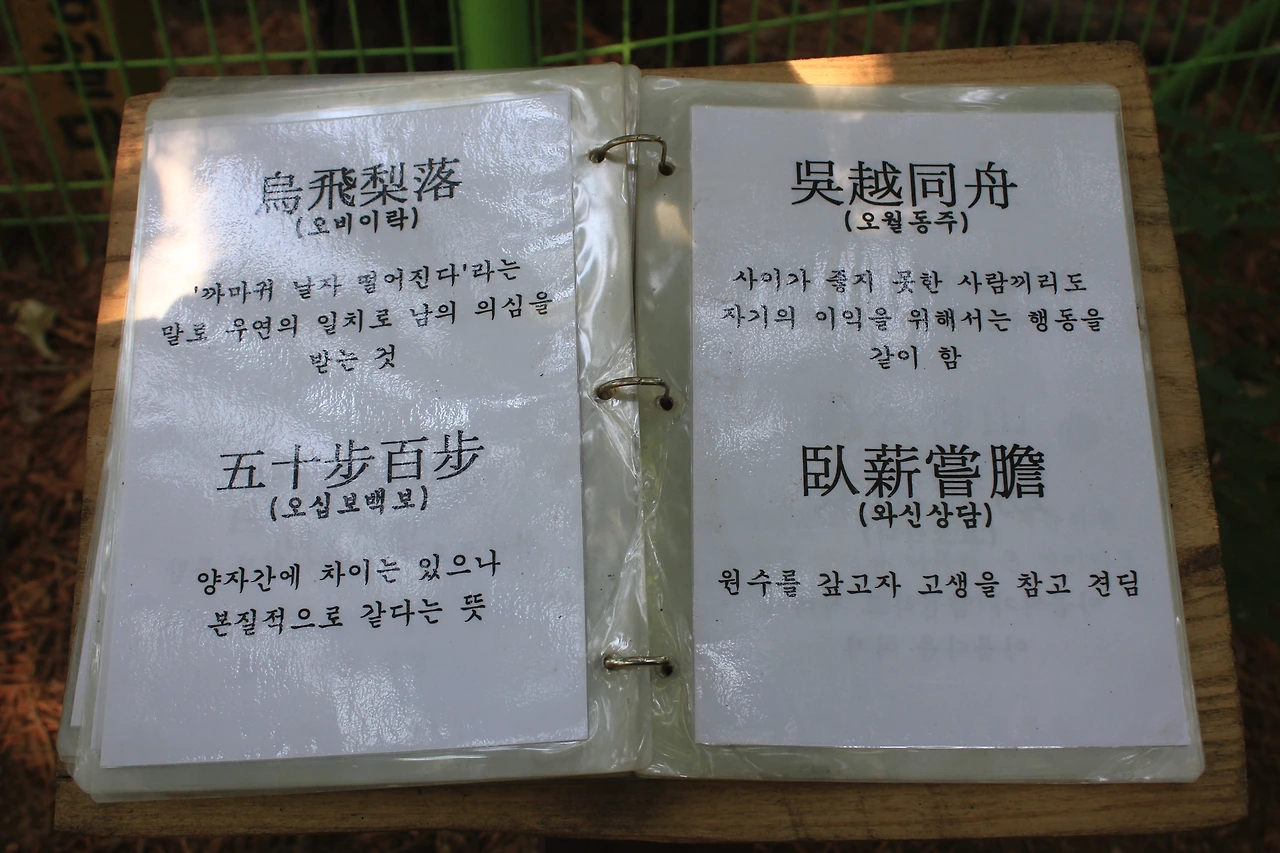 烏飛梨落
(오비이락)
'까마귀 날자 떨어진다'라는
말로 우연의 일치로 남의 의심을
받는 것
五十步百步
(오십보백보)
양자간에 차이는 있으나
본질적으로 같다는 뜻
吳越同舟
(오월동주)
사이가 좋지 못한 사람끼리도
자기의 이익을 위해서는 행동을
같이 함
臥薪嘗膽
(와신상담)
원수를 갚고자 고생을 참고 견딤